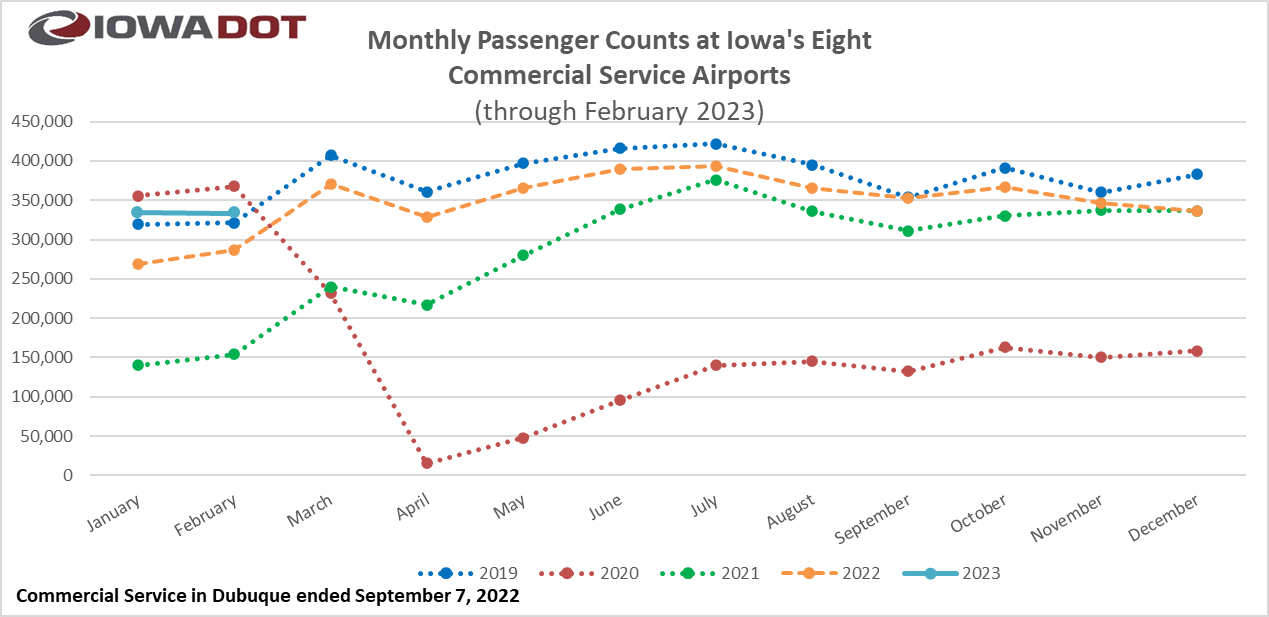 IOWADOT
Monthly Passenger Counts at Iowa's Eight
Commercial Service Airports
(through February 2023)
450,000
400,000
350,000
300,000
250,000
200,000
150,000
100,000
50,000
0
January February March April May June July August September October November December
2019 2020 2021 2022 2023
Commercial Service in Dubuque ended September 7, 2022